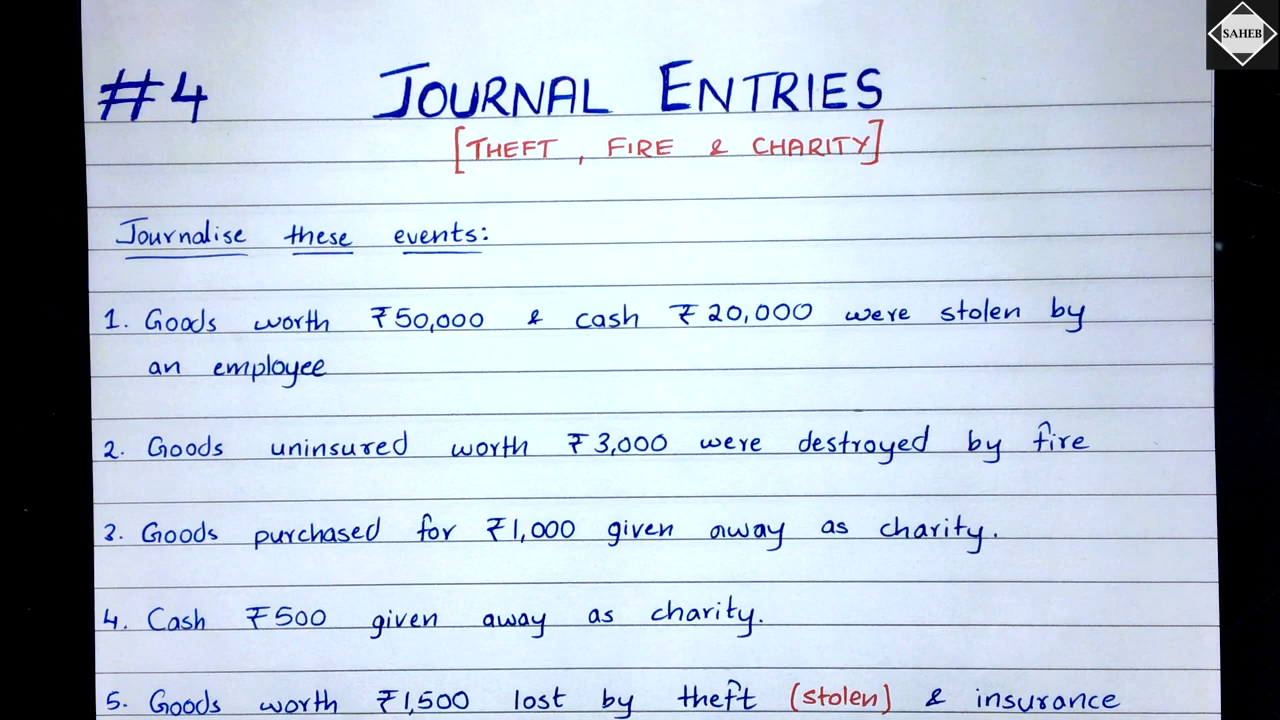 SAHEB
#4 JOURNAL ENTRIES
[THEFT, FIRE & CHARITY]
Journalise these events:
1. Goods worth ₹50,000 & cash ₹20,000 were stolen by
an employee
2. Goods uninsured worth ₹3,000 were destroyed by fire
3. Goods purchased for ₹1,000 given away as charity.
4. Cash ₹500 given away as charity.
5. Goods worth ₹1,500 lost by theft (stolen) & insurance